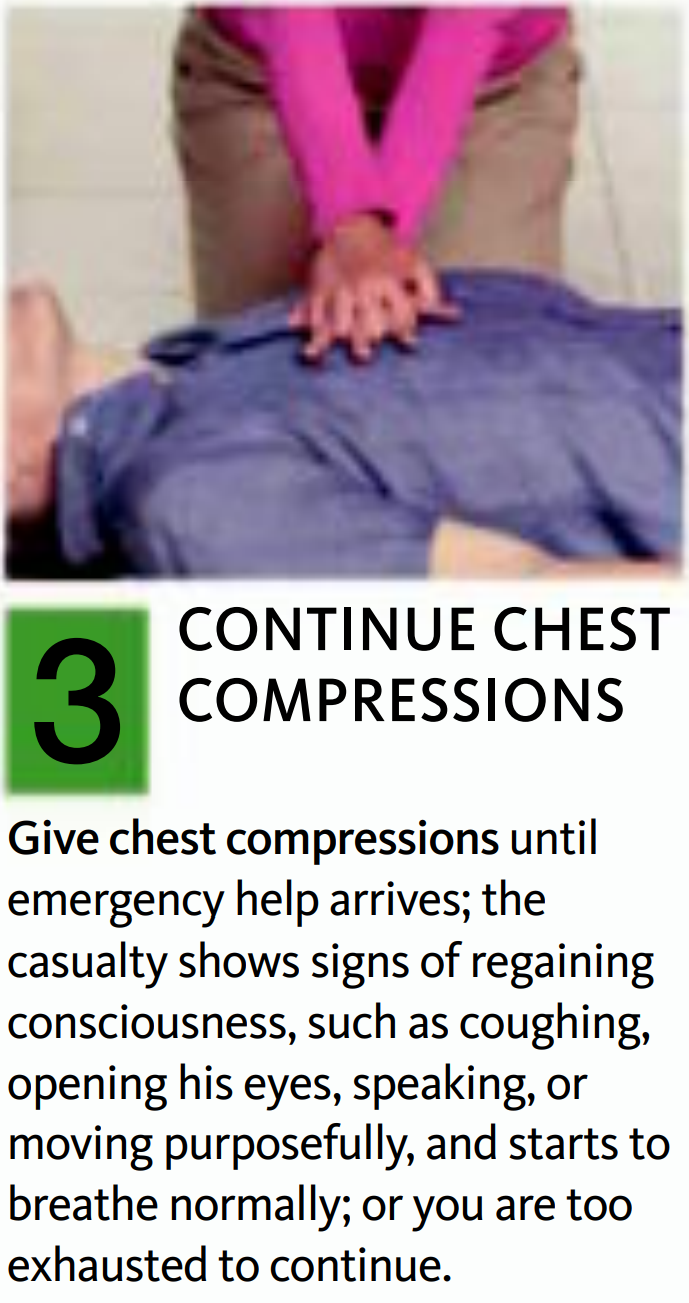 3
CONTINUE CHEST
COMPRESSIONS
Give chest compressions until
emergency help arrives; the
casualty shows signs of regaining
consciousness, such as coughing,
opening his eyes, speaking, or
moving purposefully, and starts to
breathe normally; or you are too
exhausted to continue.